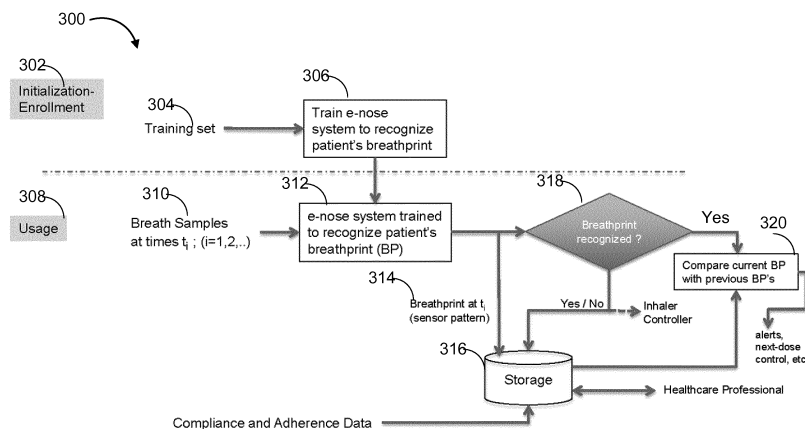 300
302
Initialization-
Enrollment
304
Training set
306
Train e-nose
system to recognize
patient's breathprint
308
Usage
310
Breath Samples
at times ti ; (i=1,2,..)
312
e-nose system trained
to recognize patient's
breathprint (BP)
318
Breathprint
recognized ?
Yes
320
Compare current BP
with previous BP's
314
Breathprint at ti
(sensor pattern)
Yes / No
Inhaler
Controller
alerts,
next-dose
control, etc
316
Storage
Healthcare Professional
Compliance and Adherence Data